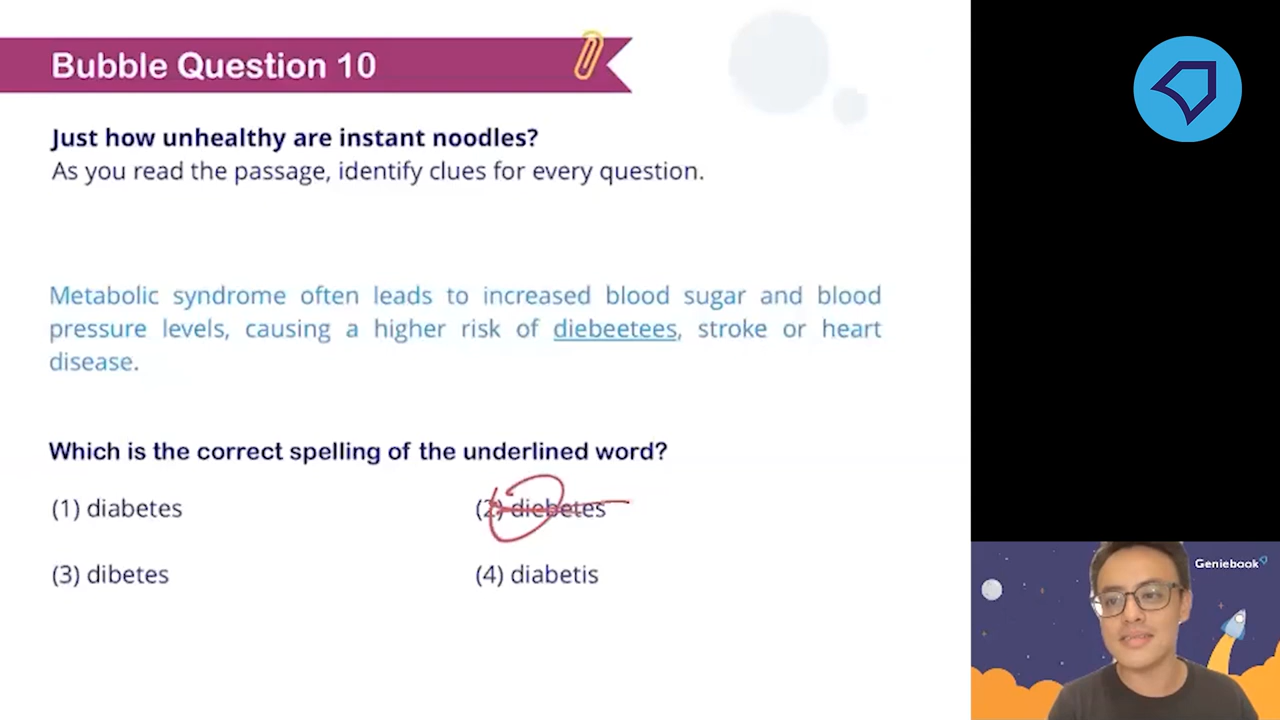 Bubble Question 10
Just how unhealthy are instant noodles?
As you read the passage, identify clues for every question.
Metabolic syndrome often leads to increased blood sugar and blood
pressure levels, causing a higher risk of diebeetees, stroke or heart
disease.
Which is the correct spelling of the underlined word?
(1) diabetes
(2) diebetes
(3) dibetes
(4) diabetis
Geniebook